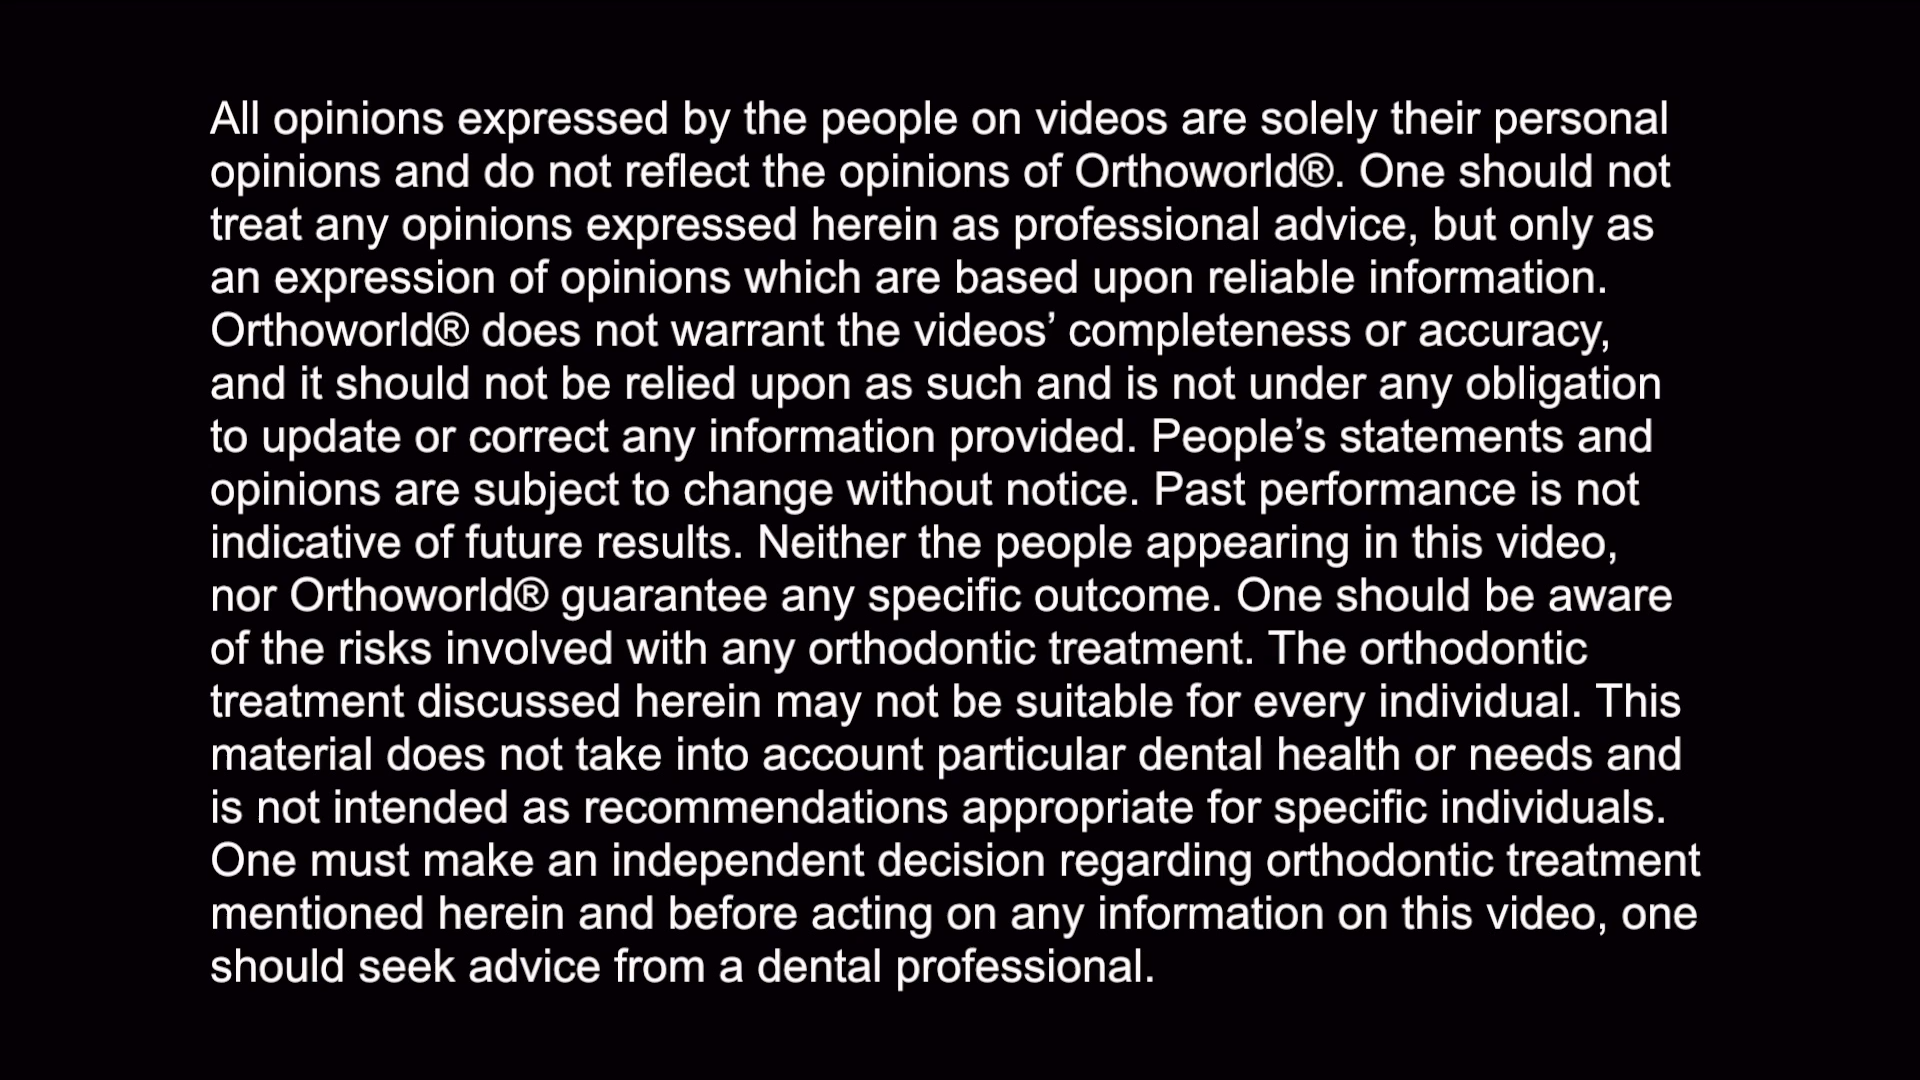 All opinions expressed by the people on videos are solely their personal
opinions and do not reflect the opinions of Orthoworld®. One should not
treat any opinions expressed herein as professional advice, but only as
an expression of opinions which are based upon reliable information.
Orthoworld® does not warrant the videos’ completeness or accuracy,
and it should not be relied upon as such and is not under any obligation
to update or correct any information provided. People’s statements and
opinions are subject to change without notice. Past performance is not
indicative of future results. Neither the people appearing in this video,
nor Orthoworld® guarantee any specific outcome. One should be aware
of the risks involved with any orthodontic treatment. The orthodontic
treatment discussed herein may not be suitable for every individual. This
material does not take into account particular dental health or needs and
is not intended as recommendations appropriate for specific individuals.
One must make an independent decision regarding orthodontic treatment
mentioned herein and before acting on any information on this video, one
should seek advice from a dental professional.